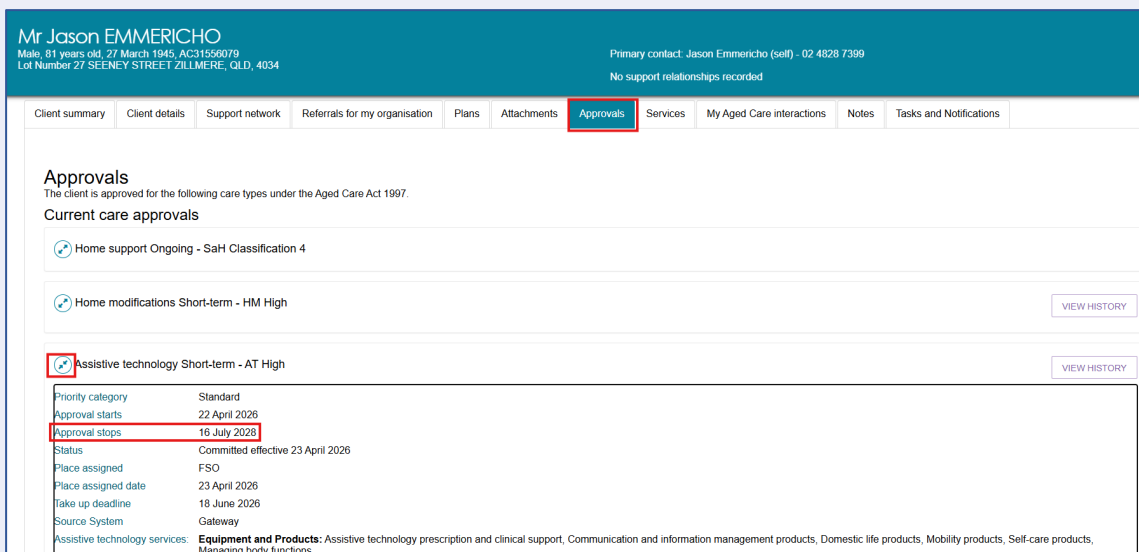 Mr Jason EMMERICHO
Male, 81 years old, 27 March 1945, AC31556079
Lot Number 27 SEENEY STREET ZILLMERE, QLD, 4034
Primary contact: Jason Emmericho (self) - 02 4828 7399
No support relationships recorded
Client summary Client details Support network Referrals for my organisation Plans Attachments Approvals Services My Aged Care interactions Notes Tasks and Notifications
Approvals
The client is approved for the following care types under the Aged Care Act 1997.
Current care approvals
Home support Ongoing - SaH Classification 4
Home modifications Short-term - HM High
VIEW HISTORY
Assistive technology Short-term - AT High
VIEW HISTORY
Priority category Standard
Approval starts 22 April 2026
Approval stops 16 July 2028
Status Committed effective 23 April 2026
Place assigned FSO
Place assigned date 23 April 2026
Take up deadline 18 June 2026
Source System Gateway
Assistive technology services: Equipment and Products: Assistive technology prescription and clinical support, Communication and information management products, Domestic life products, Mobility products, Self-care products,
Managing body functions